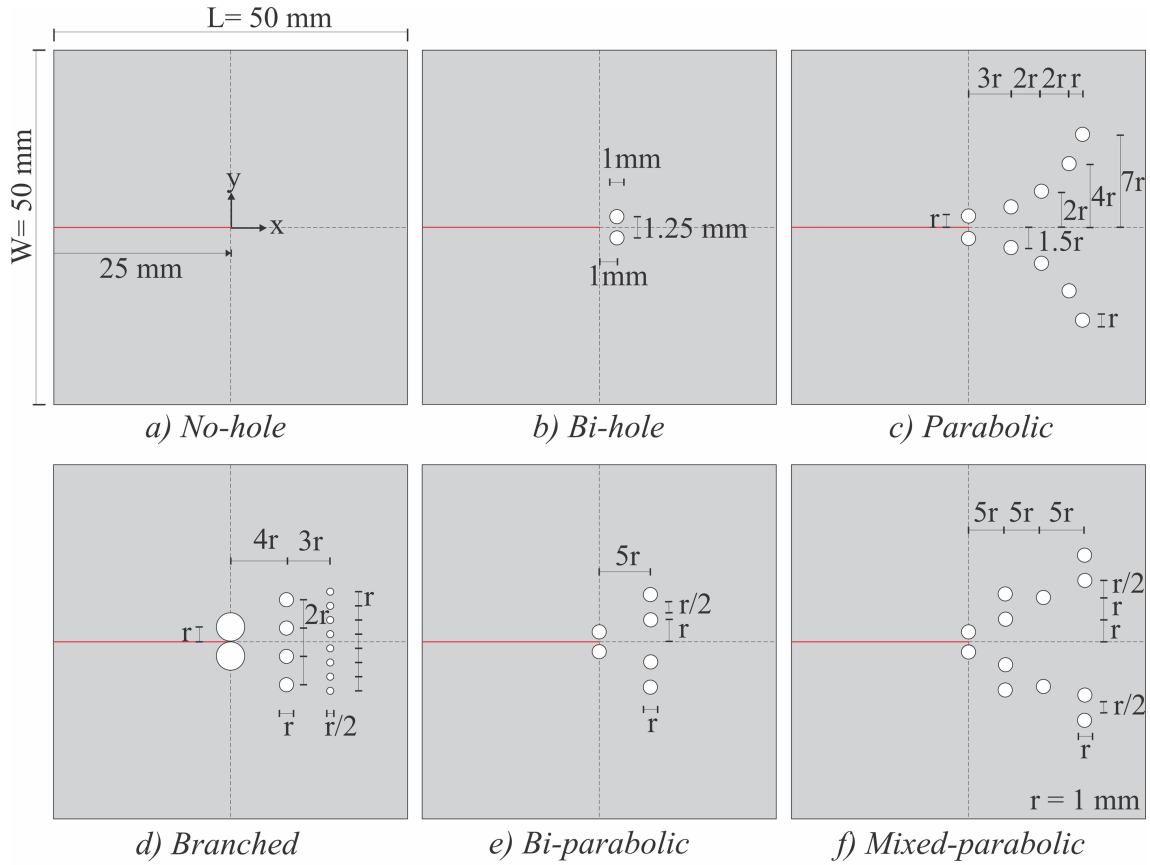 L= 50 mm
W= 50 mm
y
x
25 mm
a) No-hole
1mm
1.25 mm
1mm
b) Bi-hole
3r 2r 2r r
7r
4r
2r
r
1.5r
r
c) Parabolic
4r 3r
r
2r
r
r r/2
d) Branched
5r
r/2
r
r
e) Bi-parabolic
5r 5r 5r
r/2
r
r
r/2
r
r = 1 mm
f) Mixed-parabolic